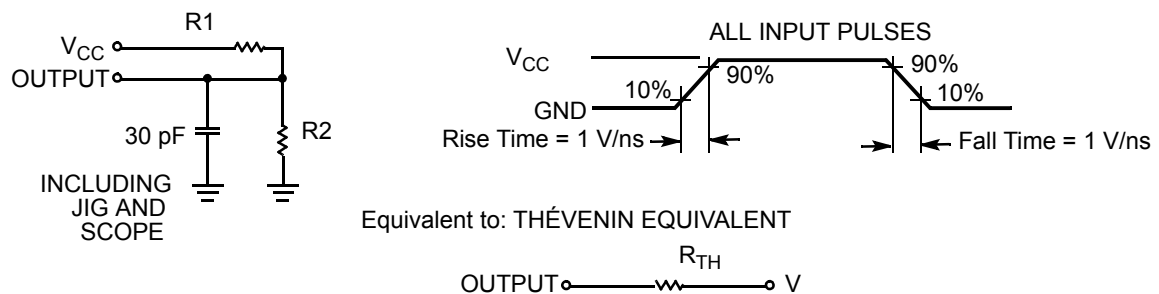 R1
VCC
OUTPUT
30 pF
R2
INCLUDING
JIG AND
SCOPE
ALL INPUT PULSES
VCC
GND
10%
90%
90%
10%
Rise Time = 1 V/ns
Fall Time = 1 V/ns
Equivalent to: THÉVENIN EQUIVALENT
RTH
OUTPUT
V